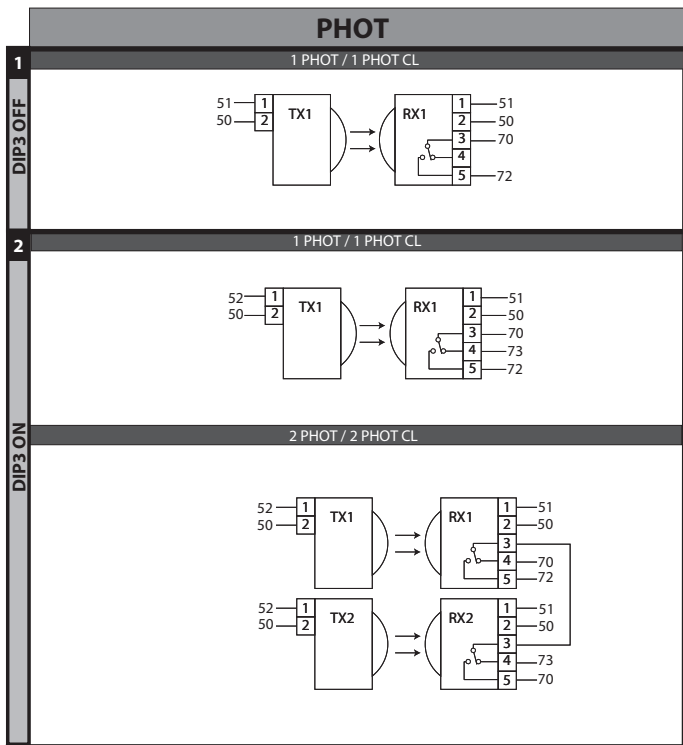 PHOT
1
1 PHOT / 1 PHOT CL
DIP3 OFF
51 1 TX1 RX1 1 51
50 2 2 50
3 70
4
5 72
2
1 PHOT / 1 PHOT CL
DIP3 ON
52 1 TX1 RX1 1 51
50 2 2 50
3 70
4 73
5 72
2 PHOT / 2 PHOT CL
52 1 TX1 RX1 1 51
50 2 2 50
3
4 70
5 72
52 1 TX2 RX2 1 51
50 2 2 50
3
4 73
5 70